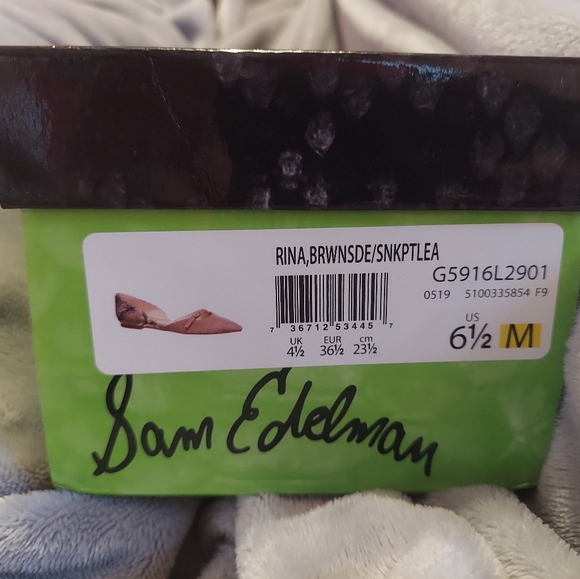 RINA,BRWNSDE/SNKPTLEA
G5916L2901
0519 5100335854 F9
7 36712 53445 7
UK EUR cm
4½ 36½ 23½
US
6½ M
Sam Edelman